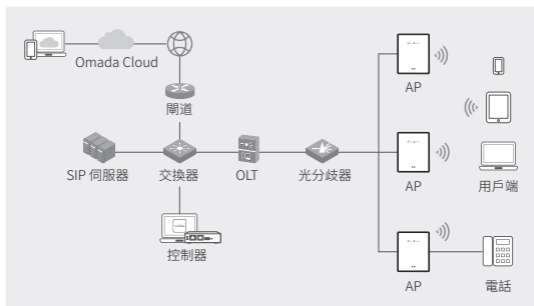 Omada Cloud
AP
閘道
SIP 伺服器
交換器
OLT
光分歧器
AP
用戶端
控制器
AP
電話